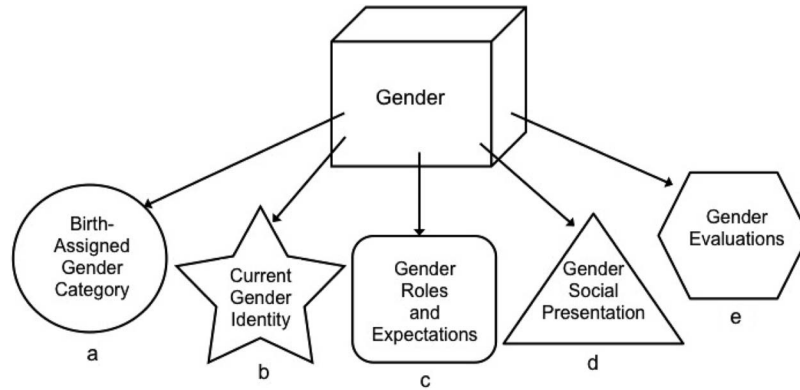 Gender
Birth-
Assigned
Gender
Category
a
Current
Gender
Identity
b
Gender
Roles
and
Expectations
c
Gender
Social
Presentation
d
Gender
Evaluations
e